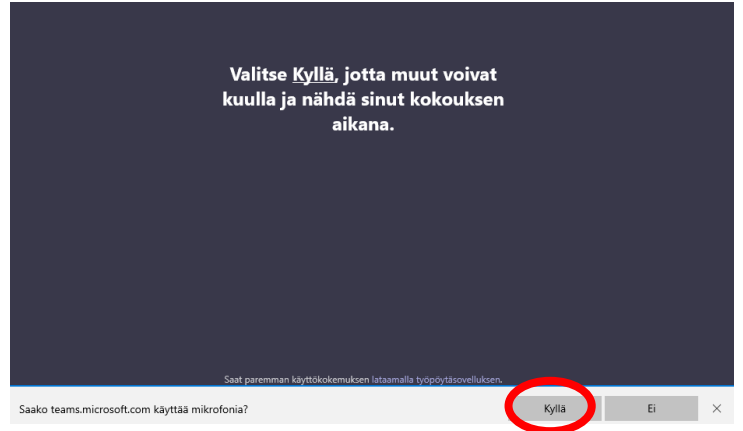 Valitse Kyllä, jotta muut voivat
kuulla ja nähdä sinut kokouksen
aikana.
Saat paremman käyttökokemuksen lataamalla työpöytäsovelluksen.
Saako teams.microsoft.com käyttää mikrofonia?
Kyllä
Ei